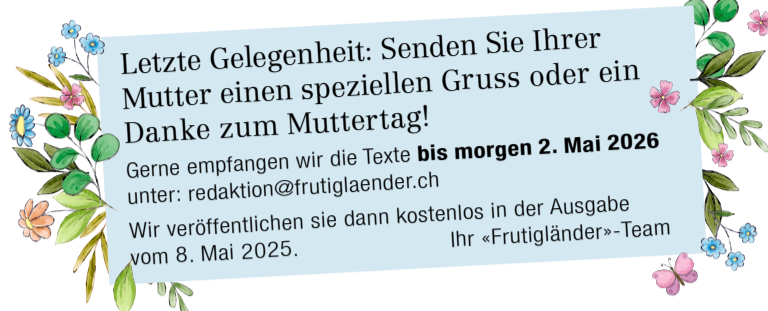 Letzte Gelegenheit: Senden Sie Ihrer
Mutter einen speziellen Gruss oder ein
Danke zum Muttertag!
Gerne empfangen wir die Texte bis morgen 2. Mai 2026
unter: redaktion@frutiglaender.ch
Wir veröffentlichen sie dann kostenlos in der Ausgabe
vom 8. Mai 2025. Ihr «Frutigländer»-Team